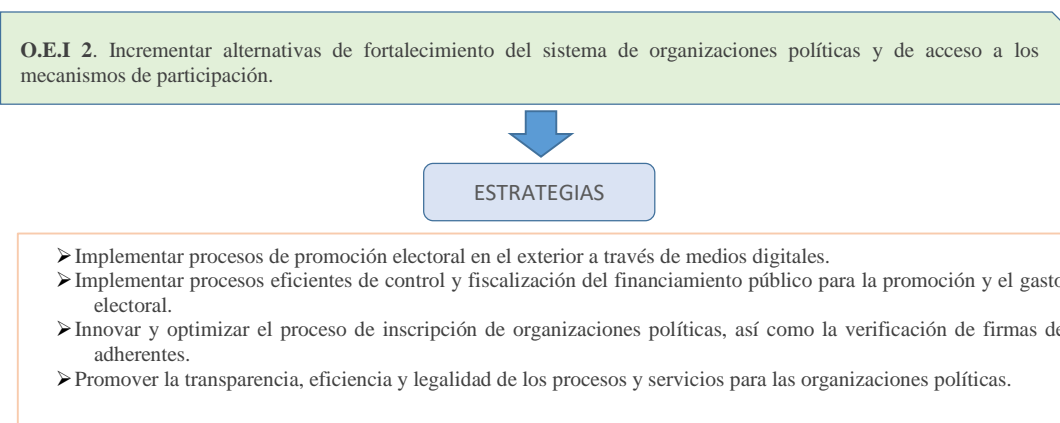 O.E.I 2. Incrementar alternativas de fortalecimiento del sistema de organizaciones políticas y de acceso a los
mecanismos de participación.
ESTRATEGIAS
➢Implementar procesos de promoción electoral en el exterior a través de medios digitales.
➢Implementar procesos eficientes de control y fiscalización del financiamiento público para la promoción y el gasto
electoral.
➢Innovar y optimizar el proceso de inscripción de organizaciones políticas, así como la verificación de firmas de
adherentes.
➢Promover la transparencia, eficiencia y legalidad de los procesos y servicios para las organizaciones políticas.